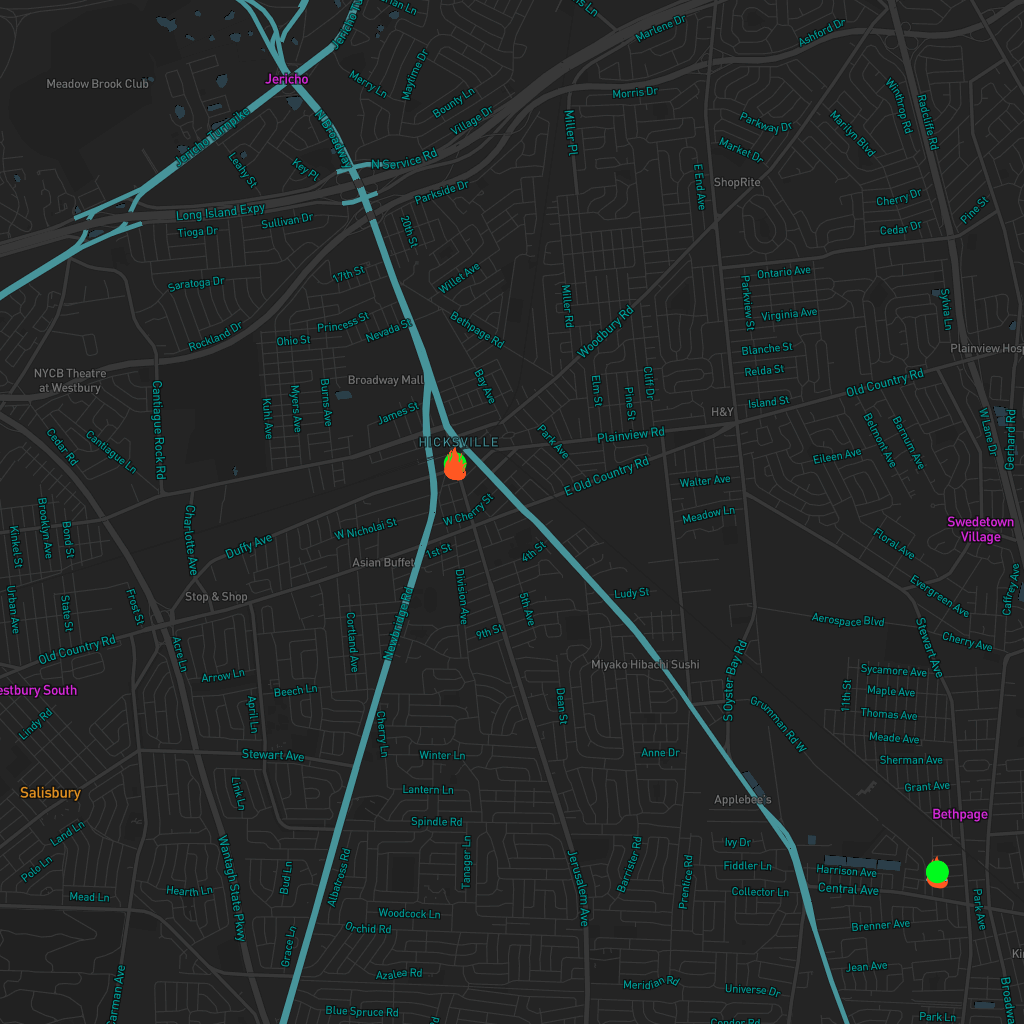 Marlene Dr
Ashford Dr
Jericho
Meadow Brook Club
Merry Ln
Maytime Dr
Bounty Ln
Village Dr
Morris Dr
Winthrop Rd
Radcliffe Rd
Jericho Turnpike
N Broadway
Miller Pl
Parkway Dr
Marilyn Blvd
Market Dr
Leahy St
Key Pl
N Service Rd
E End Ave
ShopRite
Parkside Dr
Cherry Dr
Pine St
Long Island Expy
Sullivan Dr
Tioga Dr
20th St
Cedar Dr
17th St
Saratoga Dr
Willet Ave
Ontario Ave
Parkview St
Miller Rd
Sylvia Ln
Virginia Ave
Princess St
Nevada St
Rockland Dr
Ohio St
Bethpage Rd
Woodbury Rd
Blanche St
Relda St
Plainview Hosp
NYCB Theatre
at Westbury
Broadway Mall
Bay Ave
Elm St
Pine St
Cliff Dr
Old Country Rd
Cantiague Rock Rd
Kuhl Ave
Myers Ave
Burns Ave
James St
H&Y
Island St
Cedar Rd
Cantiague Ln
HICKSVILLE
Park Ave
Plainview Rd
Belmont Ave
Barnum Ave
W Lane Dr
Gerhard Rd
Eileen Ave
E Old Country Rd
Walter Ave
Meadow Ln
Brooklyn Ave
Kinkel St
Bond St
Charlotte Ave
W Nicholai St
W Cherry St
Duffy Ave
Swedetown
Village
Floral Ave
Asian Buffet
1st St
4th St
Urban Ave
State St
Frost St
Stop & Shop
Division Ave
5th Ave
Ludy St
Evergreen Ave
Caffrey Ave
Aerospace Blvd
Newbridge Rd
Old Country Rd
Acre Ln
Cortland Ave
9th St
Stewart Ave
Cherry Ave
Miyako Hibachi Sushi
S Oyster Bay Rd
estbury South
Arrow Ln
Beech Ln
April Ln
Sycamore Ave
Maple Ave
11th St
Thomas Ave
Lindy Rd
Dean St
Grumman Rd W
Meade Ave
Cherry Ln
Stewart Ave
Winter Ln
Anne Dr
Sherman Ave
Salisbury
Link Ln
Lantern Ln
Grant Ave
Applebee's
Bethpage
Land Ln
Spindle Rd
Ivy Dr
Polo Ln
Wantagh State Pkwy
Bud Ln
Albatross Rd
Tanager Ln
Jerusalem Ave
Barrister Rd
Prentice Rd
Fiddler Ln
Harrison Ave
Collector Ln
Central Ave
Mead Ln
Hearth Ln
Woodcock Ln
Park Ave
Orchid Rd
Brenner Ave
Grace Ln
Azalea Rd
Jean Ave
Meridian Rd
Universe Dr
Carman Ave
Blue Spruce Rd
Condor Rd
Park Ln